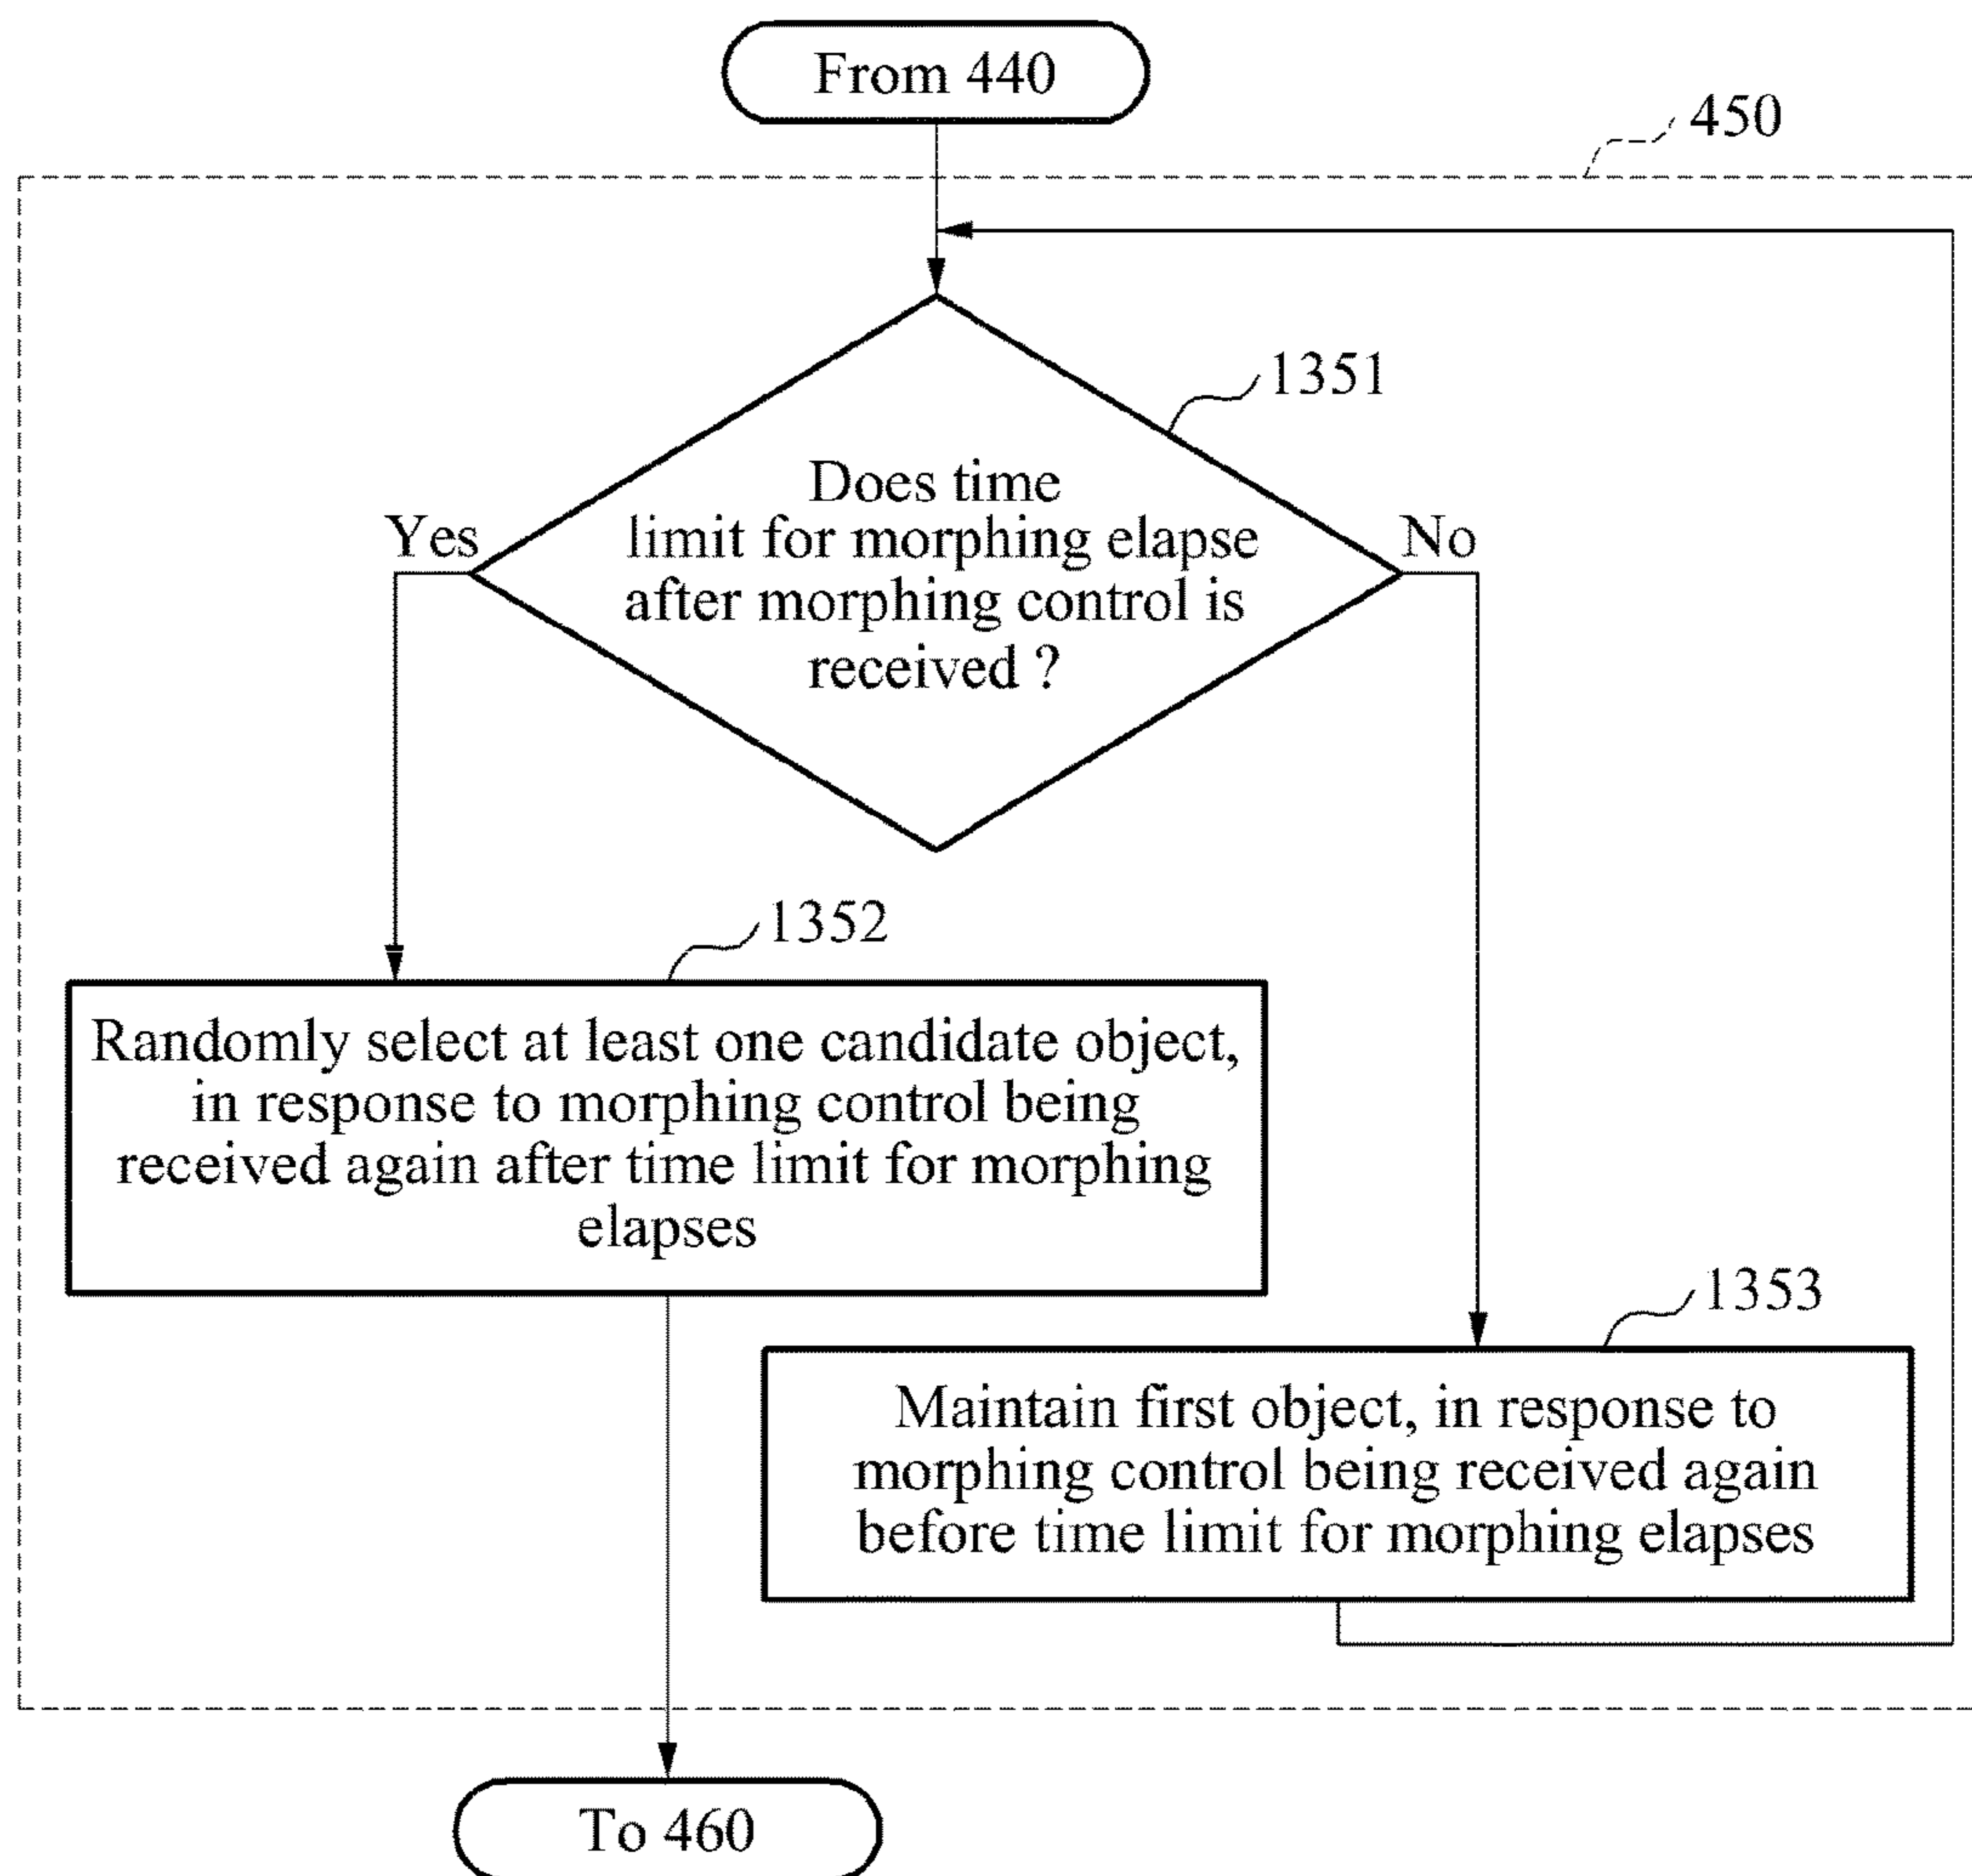 From 440
450
1351
Does time
limit for morphing elapse
after morphing control is
received ?
Yes
No
1352
Randomly select at least one candidate object,
in response to morphing control being
received again after time limit for morphing
elapses
1353
Maintain first object, in response to
morphing control being received again
before time limit for morphing elapses
To 460